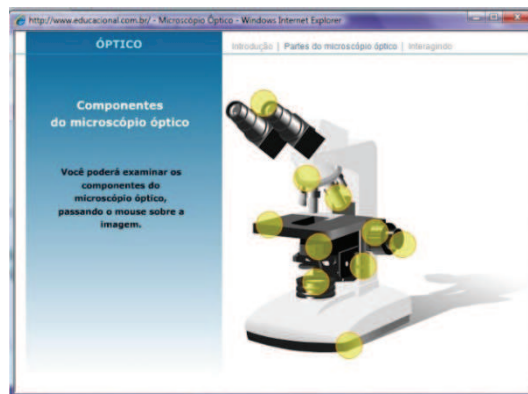 http://www.educacional.com.br/ - Microscópio Óptico - Windows Internet Explorer
ÓPTICO
Introdução | Partes do microscópio óptico | Interagindo
Componentes
do microscópio óptico
Você poderá examinar os
componentes do
microscópio óptico,
passando o mouse sobre a
imagem.